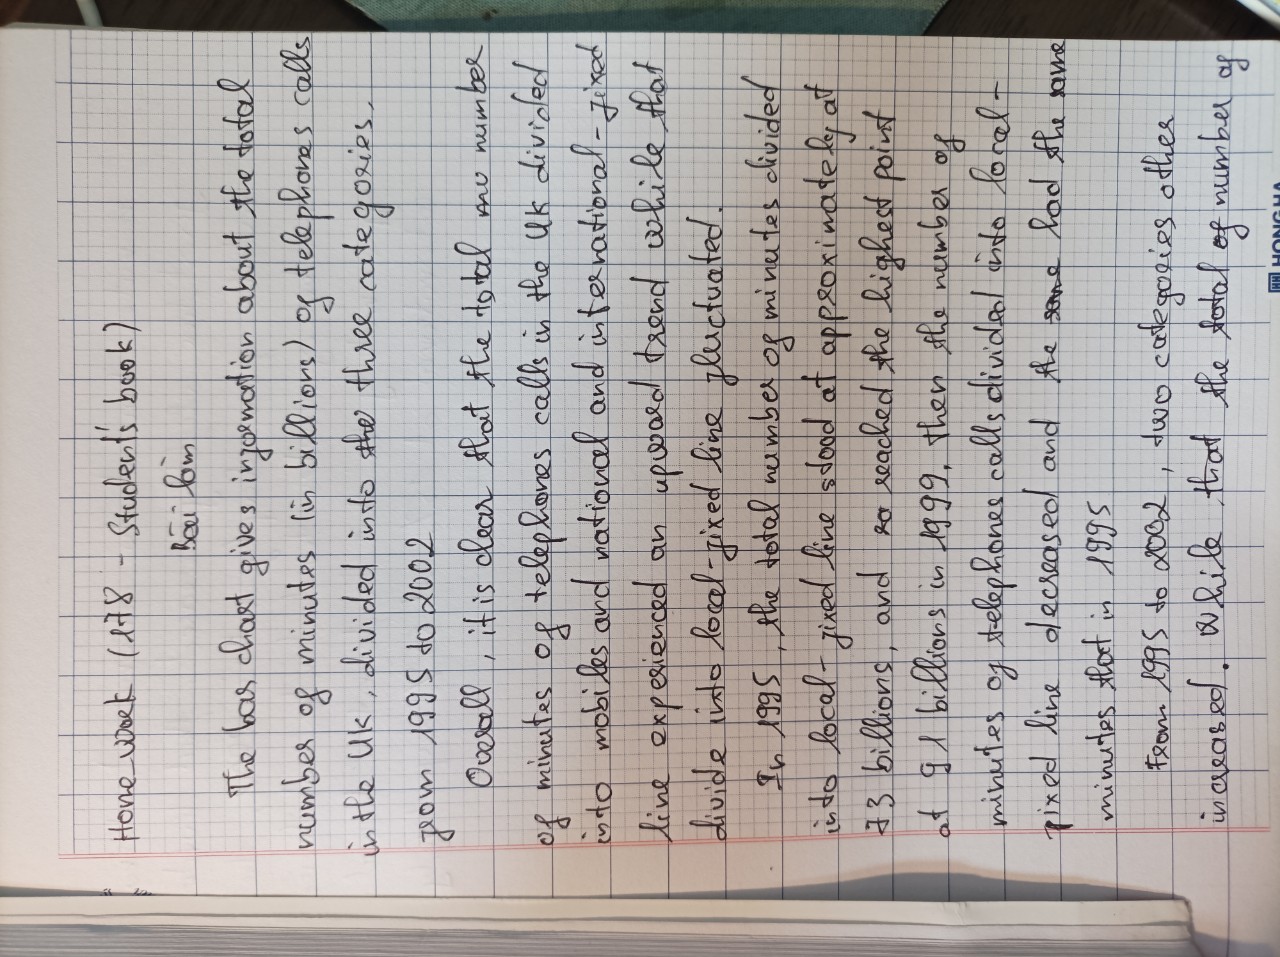 Home work (178 - Student's book)
Bài làm
The bar chart gives information about the total
number of minutes (in billions) of telephones calls
in the UK, divided into the three categories,
from 1995 to 2002
Overall, it is clear that the total mu number
of minutes of telephones calls in the UK divided
into mobiles and national and international-fixed
line experienced an upward trend while that
divide into local-fixed line fluctuated.
In 1995, the total number of minutes divided
into local-fixed line stood at approximately at
73 billions, and ro reached the highest point
at 91 billions in 1999, then the number of
minutes of telephones calls divided into local-
fixed line decreased and the same had the same
minutes that in 1995
From 1995 to 2002, two categories other
increased. While that the total of number of
HONGHA